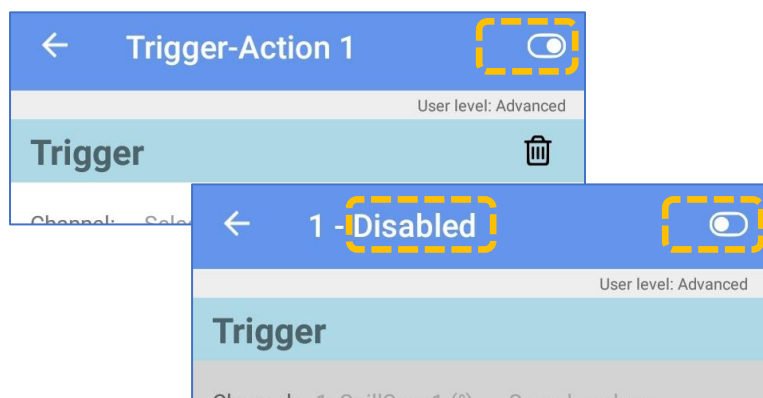 Trigger-Action 1
User level: Advanced
Trigger
1 - Disabled
User level: Advanced
Trigger